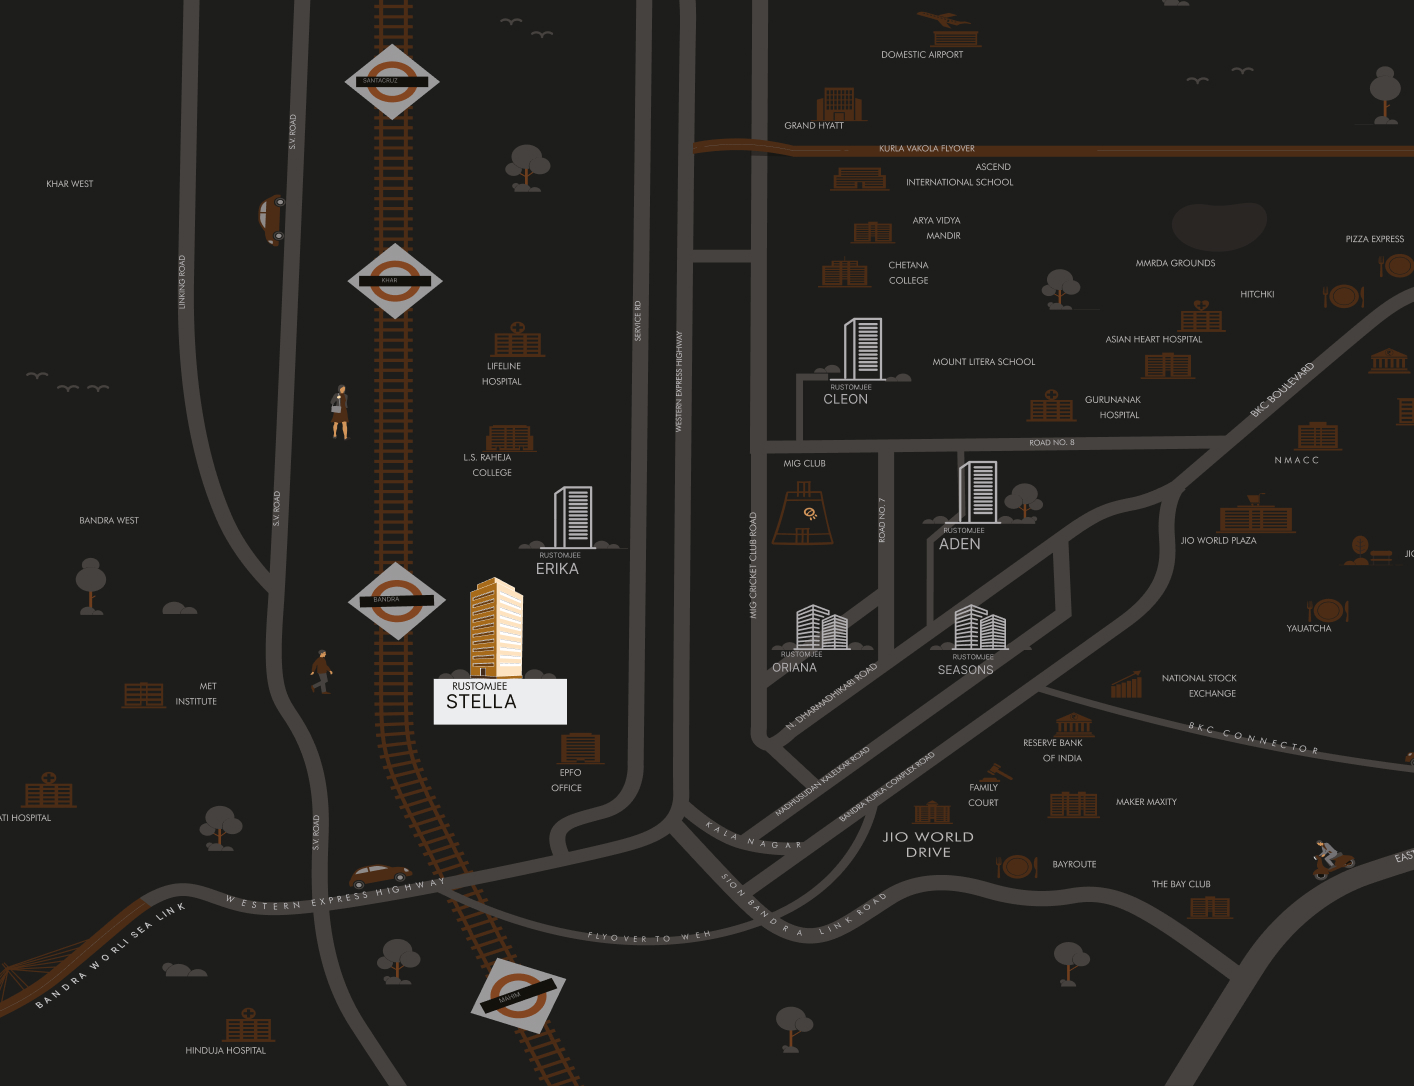 DOMESTIC AIRPORT
SANTACRUZ
GRAND HYATT
S.V. ROAD
KURLA VAKOLA FLYOVER
ASCEND
INTERNATIONAL SCHOOL
KHAR WEST
ARYA VIDYA
MANDIR
PIZZA EXPRESS
MMRDA GROUNDS
CHETANA
COLLEGE
LINKING ROAD
KHAR
HITCHKI
SERVICE RD
WESTERN EXPRESS HIGHWAY
ASIAN HEART HOSPITAL
LIFELINE
HOSPITAL
MOUNT LITERA SCHOOL
RUSTOMJEE
CLEON
BKC BOULEVARD
GURUNANAK
HOSPITAL
ROAD NO. 8
L.S. RAHEJA
COLLEGE
MIG CLUB
NMACC
S.V. ROAD
BANDRA WEST
ROAD NO. 7
MIG CRICKET CLUB ROAD
RUSTOMJEE
ADEN
JIO WORLD PLAZA
RUSTOMJEE
ERIKA
JIO
BANDRA
YAUATCHA
RUSTOMJEE
ORIANA
RUSTOMJEE
SEASONS
RUSTOMJEE
STELLA
MET
INSTITUTE
NATIONAL STOCK
EXCHANGE
N. DHARMADHIKARI ROAD
BKC CONNECTOR
RESERVE BANK
OF INDIA
EPFO
OFFICE
MADHUSUDAN KALELKAR ROAD
BANDRA KURLA COMPLEX ROAD
FAMILY
COURT
MAKER MAXITY
ATI HOSPITAL
S.V. ROAD
KALA NAGAR
JIO WORLD
DRIVE
BAYROUTE
EAST
THE BAY CLUB
WESTERN EXPRESS HIGHWAY
SION BANDRA LINK ROAD
BANDRA WORLI SEA LINK
FLYOVER TO WEH
MAHIM
HINDUJA HOSPITAL